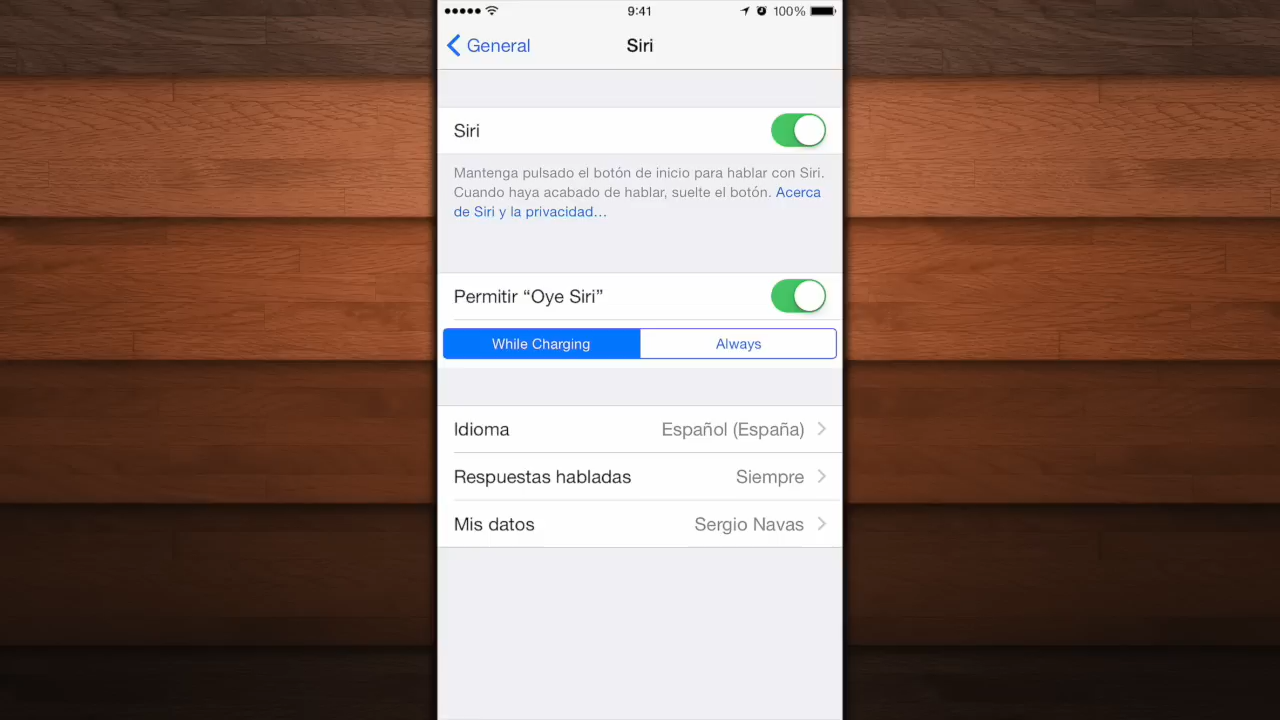 9:41
100%
General
Siri
Siri
Mantenga pulsado el botón de inicio para hablar con Siri.
Cuando haya acabado de hablar, suelte el botón. Acerca
de Siri y la privacidad…
Permitir “Oye Siri”
While Charging
Always
Idioma
Español (España)
Respuestas habladas
Siempre
Mis datos
Sergio Navas